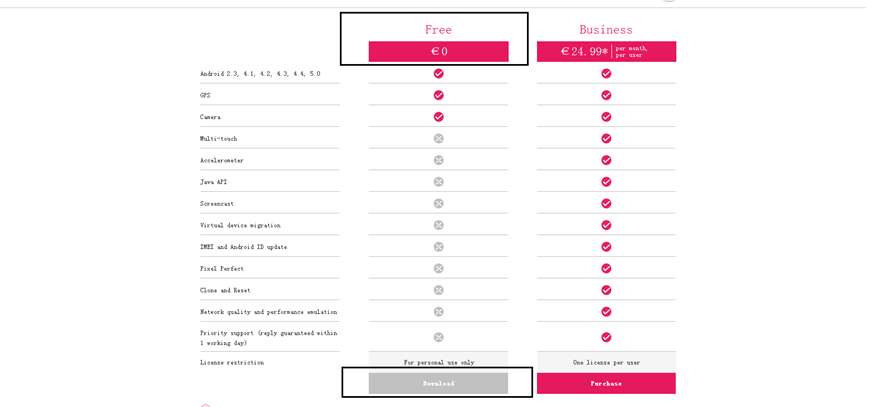 Free
Business
€0
€24.99* per month,
per user
Android 2.3, 4.1, 4.2, 4.3, 4.4, 5.0
GPS
Camera
Multi-touch
Accelerometer
Java API
Screencast
Virtual device migration
IMEI and Android ID update
Pixel Perfect
Clone and Reset
Network quality and performance emulation
Priority support (reply guaranteed within
1 working day)
License restriction
For personal use only
One license per user
Download
Purchase